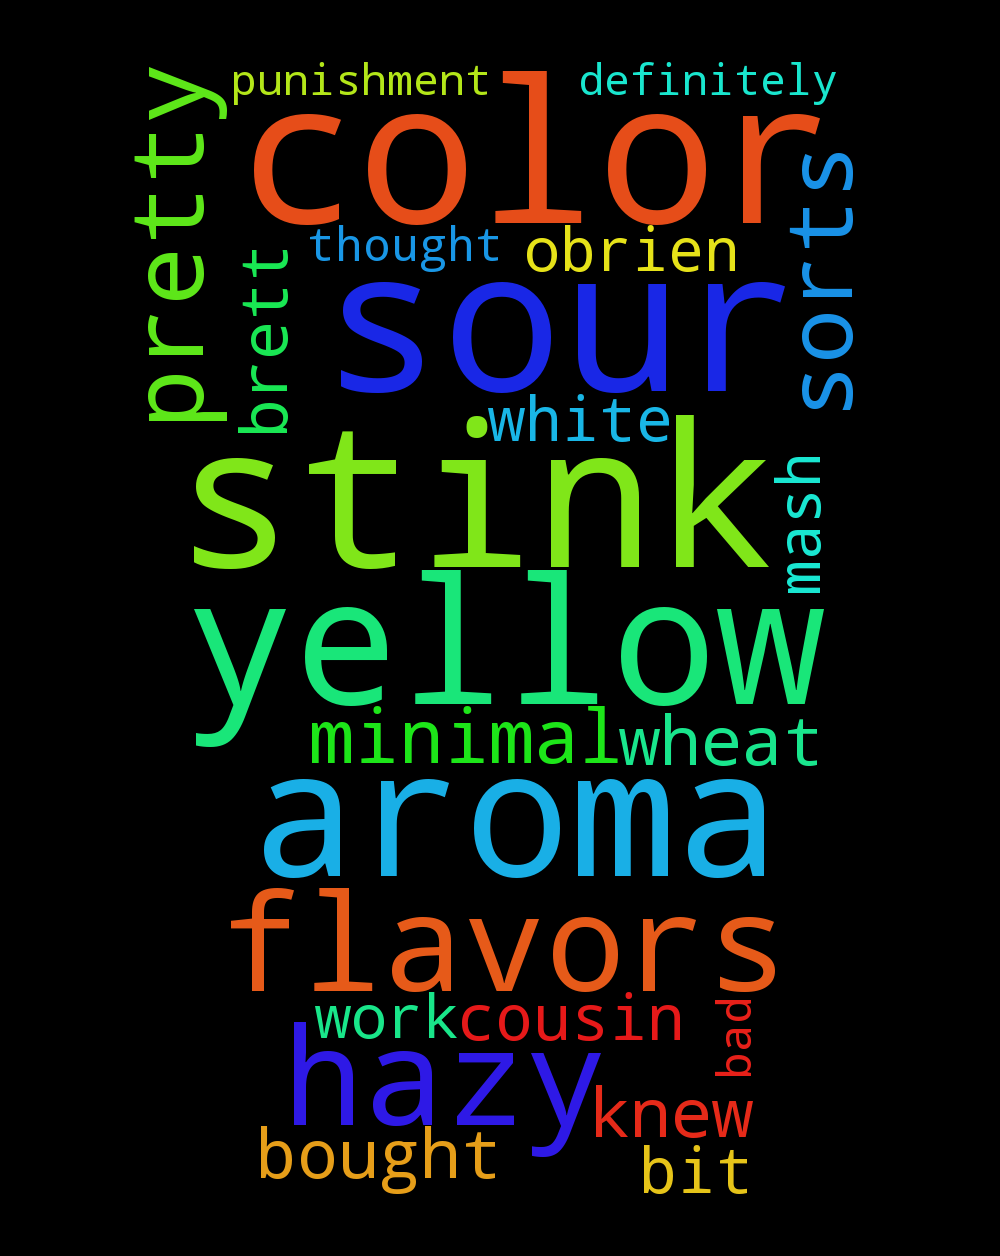 punishment
definitely
color
pretty
sorts
thought
obrien
brett
sour
white
stink
mash
yellow
minimal
wheat
aroma
flavors
work
cousin
bad
hazy
knew
bought
bit